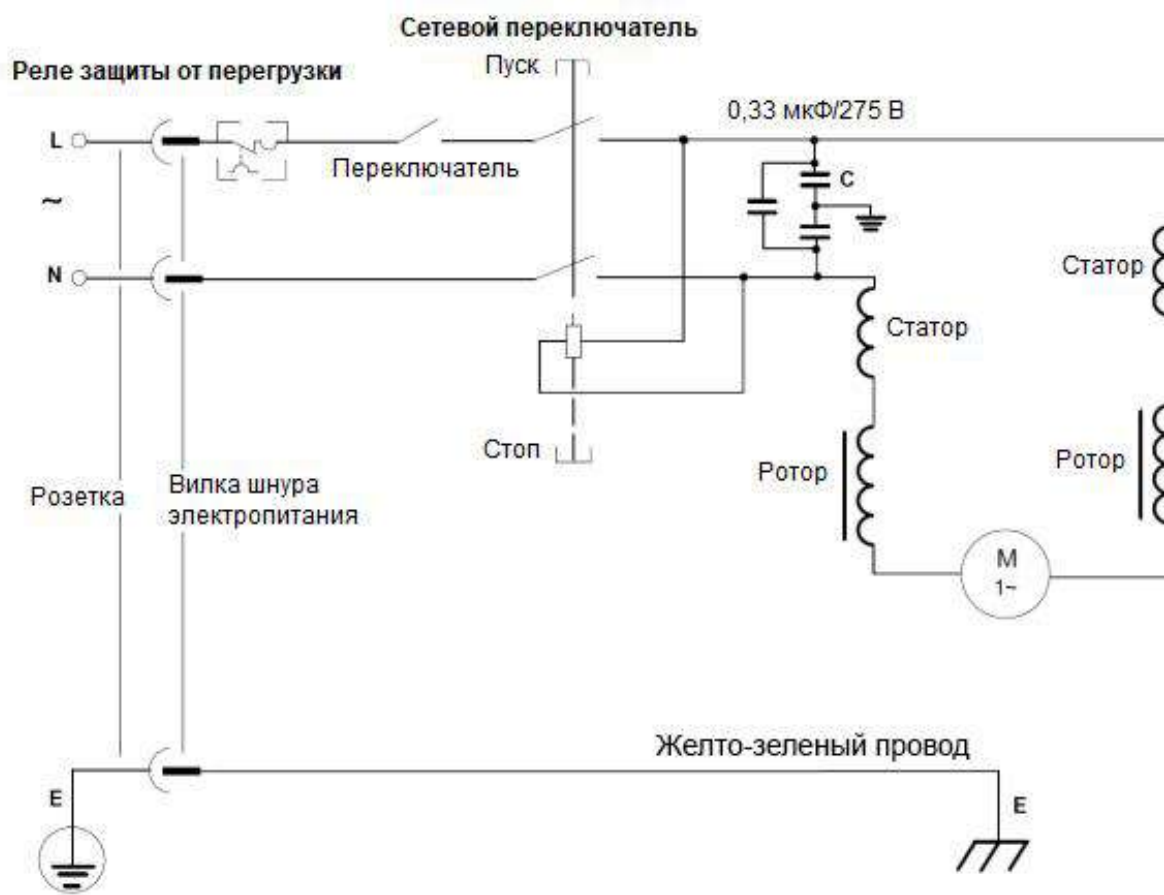 Сетевой переключатель
Пуск
Реле защиты от перегрузки
0,33 мкФ/275 В
L
Переключатель
C
~
N
Статор
Статор
Стоп
Ротор
Ротор
Розетка
Вилка шнура
электропитания
M
1~
Желто-зеленый провод
E
E